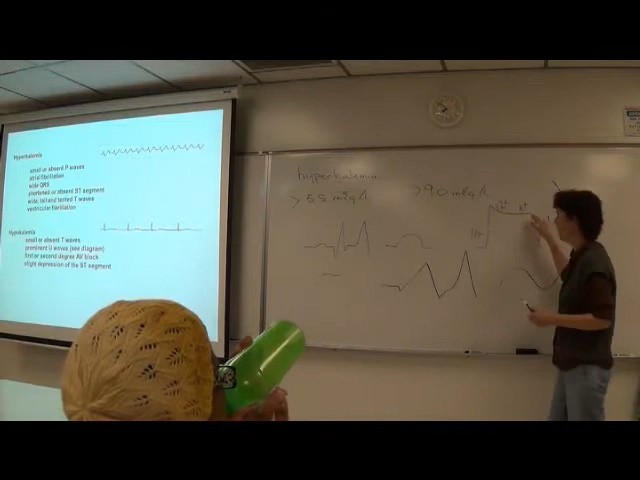 Hyperkalemia
small or absent P waves
atrial fibrillation
wide QRS
shortened or absent ST segment
wide, tall and tented T waves
ventricular fibrillation
Hypokalemia
small or absent T waves
prominent U waves (see diagram)
first or second degree AV block
slight depression of the ST segment
hyperkalemia
> 5.5 meq/L
> 9.0 meq/L